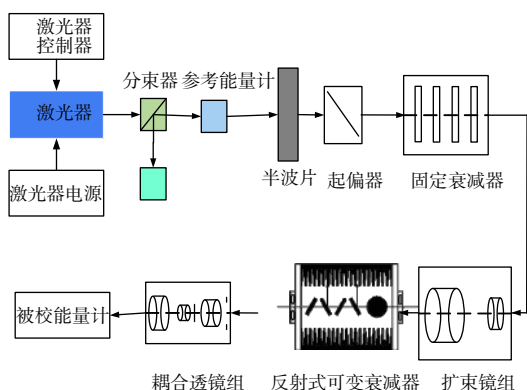 激光器
控制器
分束器 参考能量计
激光器
激光器电源
半波片
起偏器
固定衰减器
被校能量计
耦合透镜组
反射式可变衰减器
扩束镜组